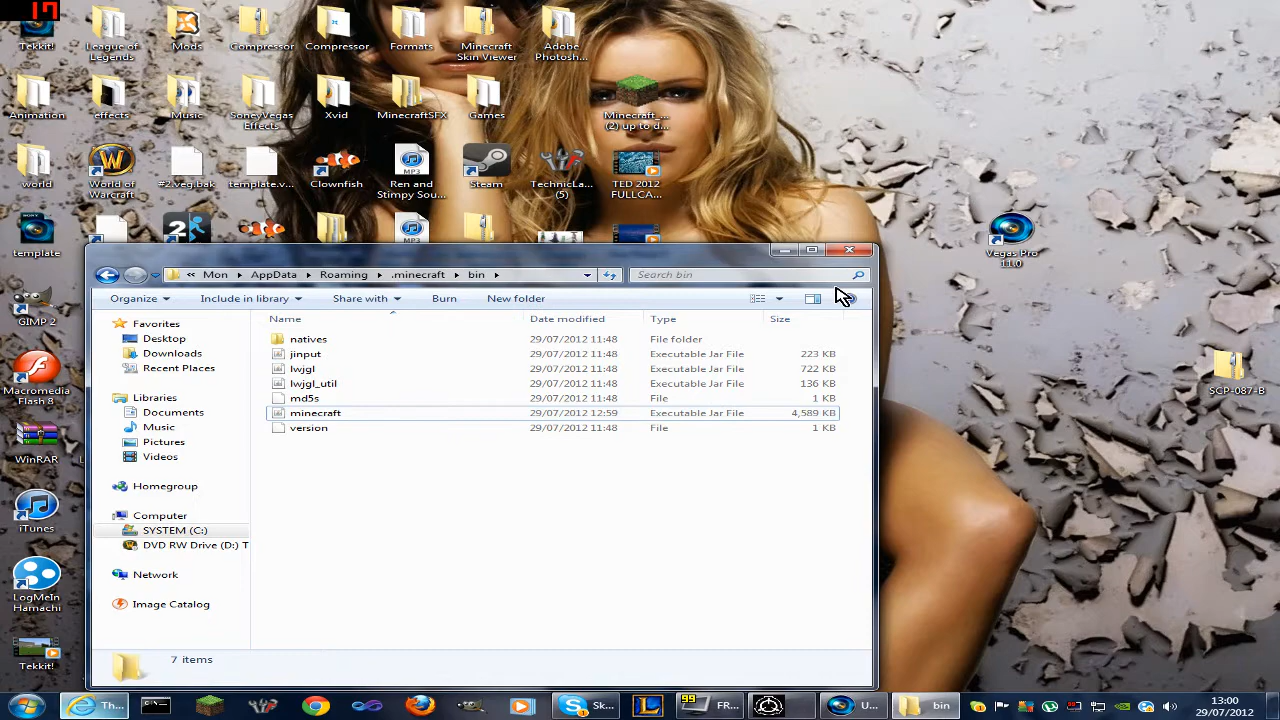 17
Tekkit!
League of
Legends
Mods
Compressor
Compressor
Formats
Minecraft
Skin Viewer
Adobe
Photosh...
Animation
effects
Music
SoneyVegas
Effects
Xvid
MinecraftSFX
Games
Minecraft_...
(2) up to d...
world
World of
Warcraft
#2.veg.bak
template.v...
Clownfish
Ren and
Stimpy Sou...
Steam
TechnicLa...
(5)
TED 2012
FULLCA...
template
Vegas Pro
11.0
GIMP 2
Macromedia
Flash 8
WinRAR
iTunes
LogMeIn
Hamachi
Tekkit!
SCP-087-B
Mon
AppData
Roaming
.minecraft
bin
Search bin
Organize
Include in library
Share with
Burn
New folder
Name
Date modified
Type
Size
natives 29/07/2012 11:48 File folder
jinput 29/07/2012 11:48 Executable Jar File 223 KB
lwjgl 29/07/2012 11:48 Executable Jar File 722 KB
lwjgl_util 29/07/2012 11:48 Executable Jar File 136 KB
md5s 29/07/2012 11:48 File 1 KB
minecraft 29/07/2012 12:59 Executable Jar File 4,589 KB
version 29/07/2012 11:48 File 1 KB
Favorites
Desktop
Downloads
Recent Places
Libraries
Documents
Music
Pictures
Videos
Homegroup
Computer
SYSTEM (C:)
DVD RW Drive (D:) T
Network
Image Catalog
7 items
Th...
Sk...
99
FR...
U...
bin
13:00
29/07/2012